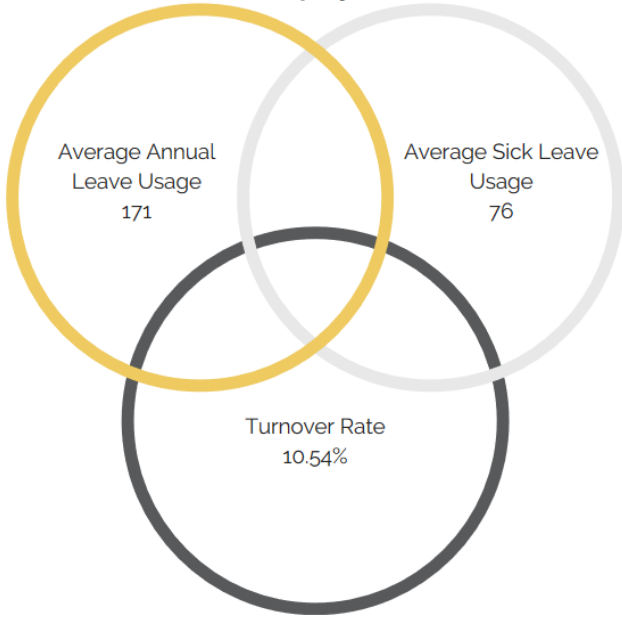 Average Annual
Leave Usage
171
Average Sick Leave
Usage
76
Turnover Rate
10.54%